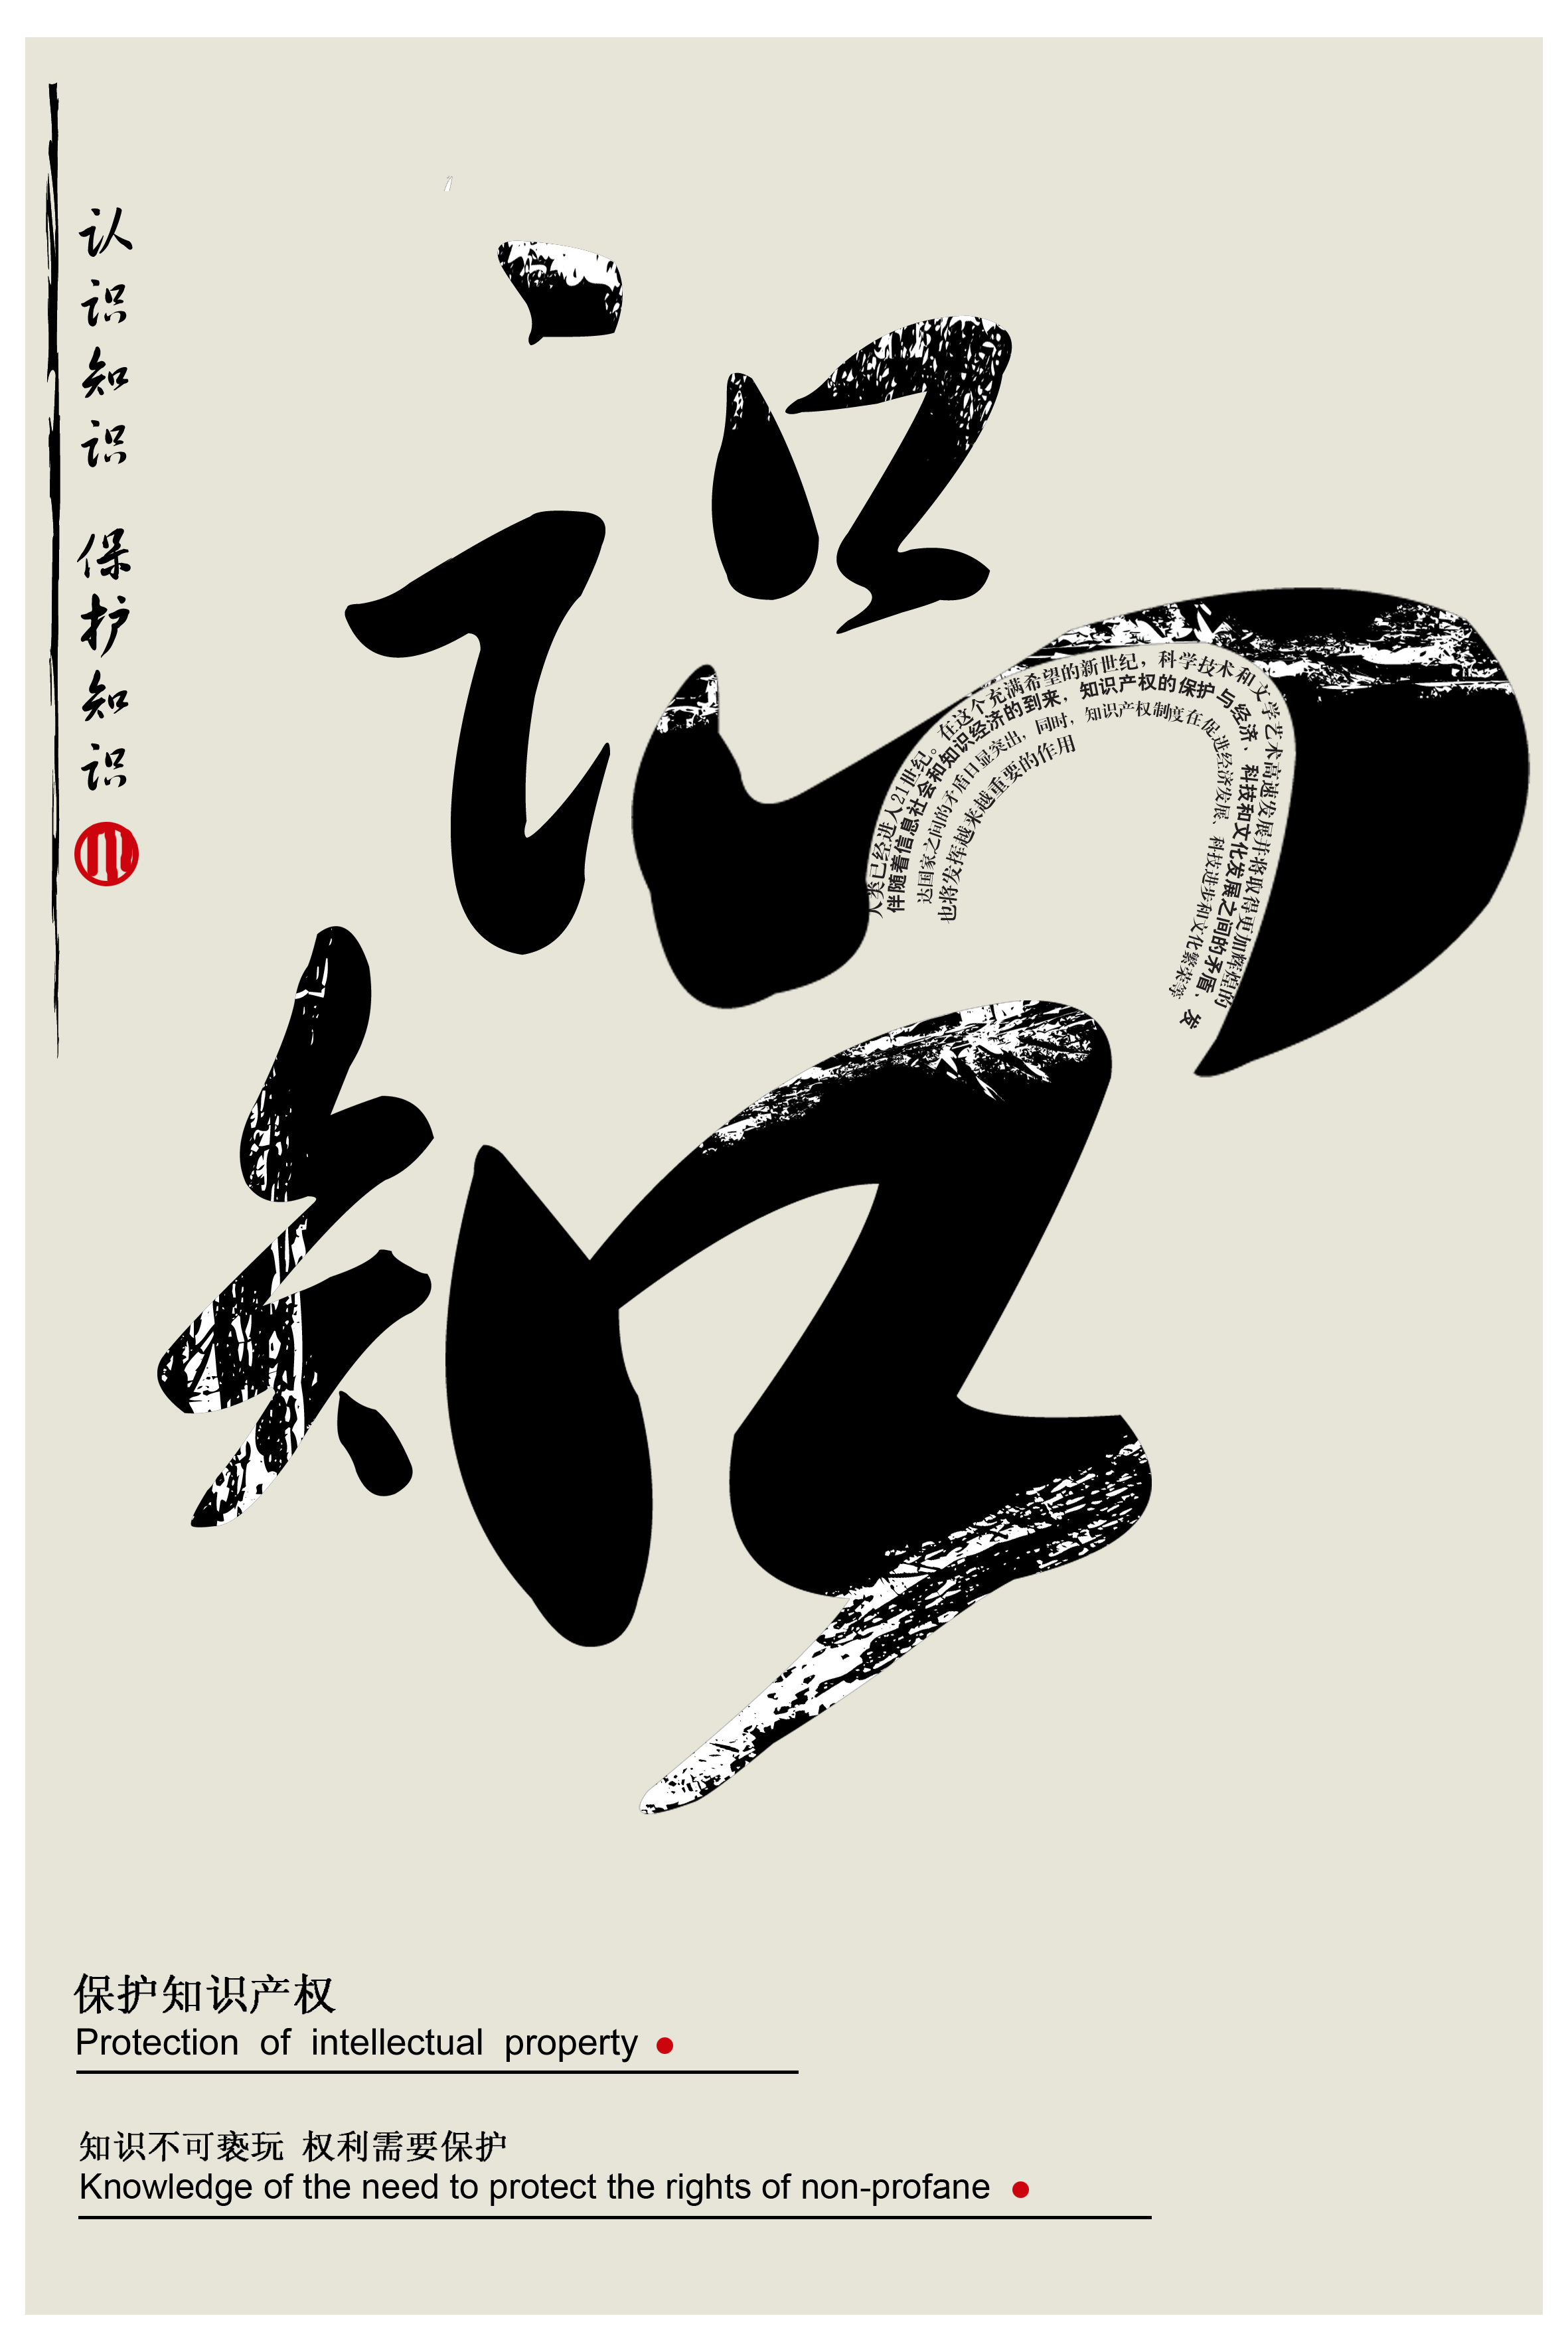 认识知识 保护知识
识
知
人类已经进入21世纪。在这个充满希望的新世纪，科学技术和文学艺术高速发展并将取得更加辉煌的
伴随着信息社会和知识经济的到来，知识产权的保护与经济、科技和文化发展之间的矛盾、发
达国家之间的矛盾日显突出，同时，知识产权制度在促进经济发展、科技进步和文化繁荣等
也将发挥越来越重要的作用
保护知识产权
Protection of intellectual property
知识不可亵玩 权利需要保护
Knowledge of the need to protect the rights of non-profane